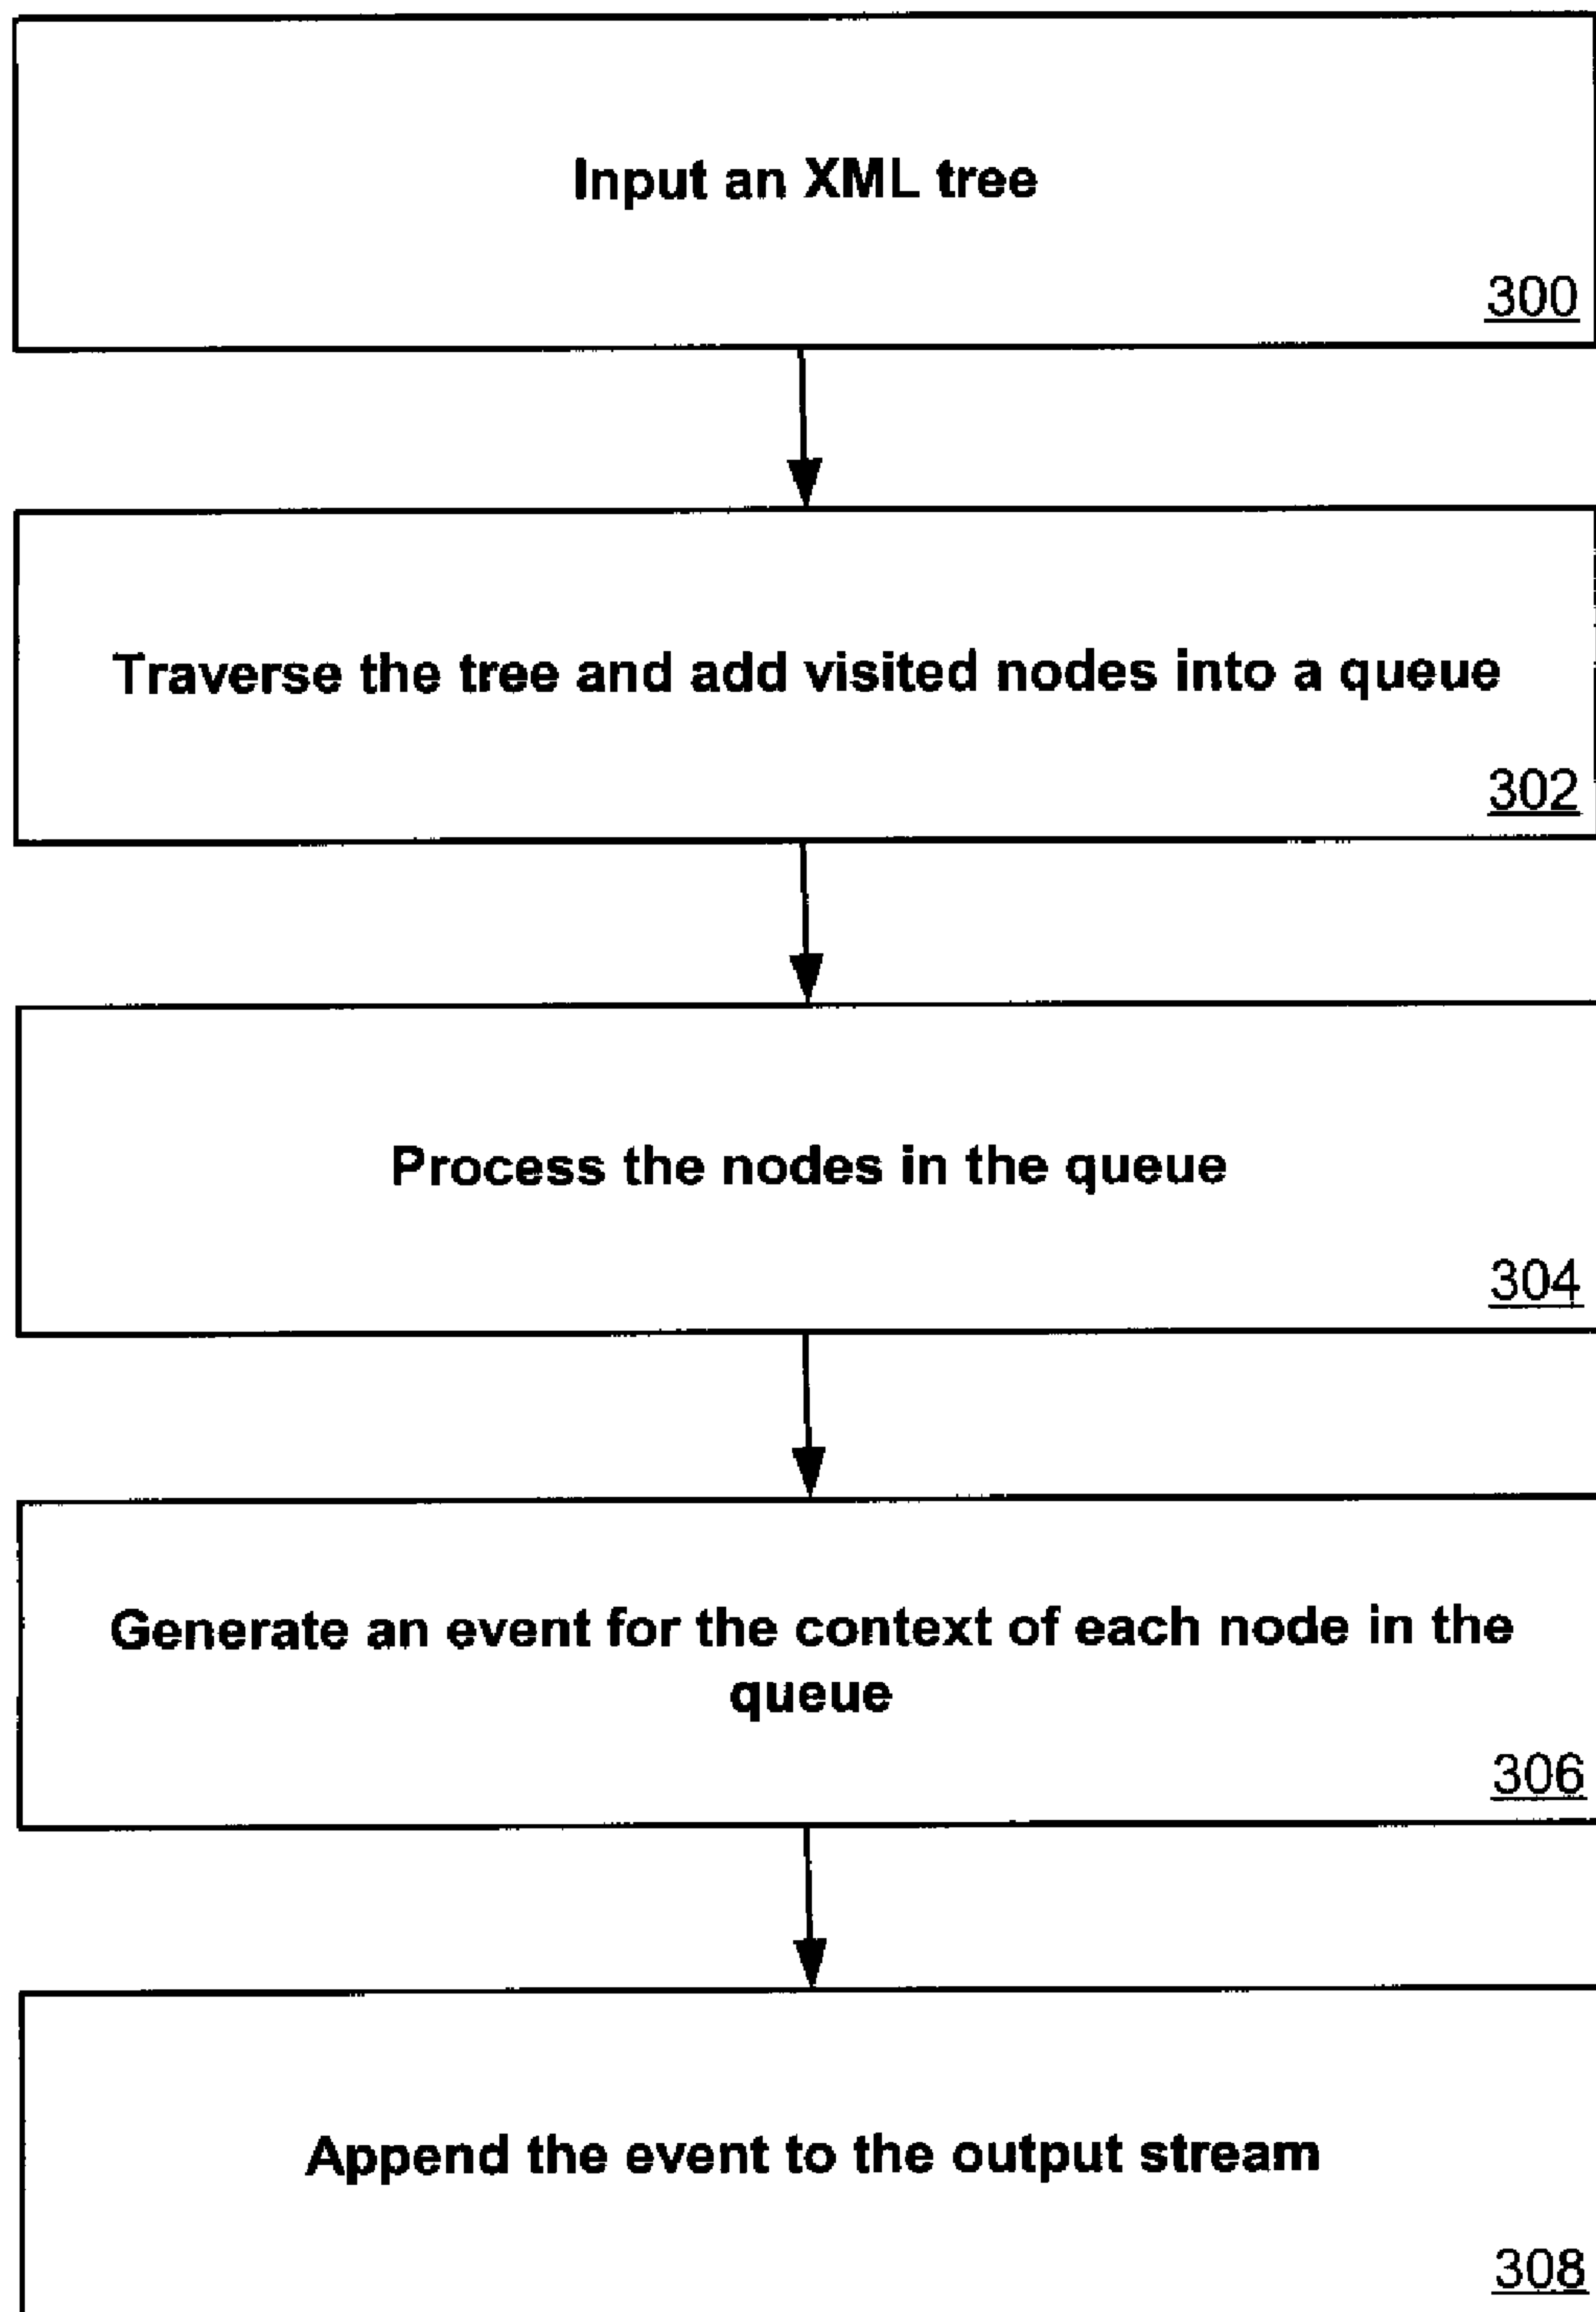 Input an XML tree
300
Traverse the tree and add visited nodes into a queue
302
Process the nodes in the queue
304
Generate an event for the context of each node in the
queue
306
Append the event to the output stream
308